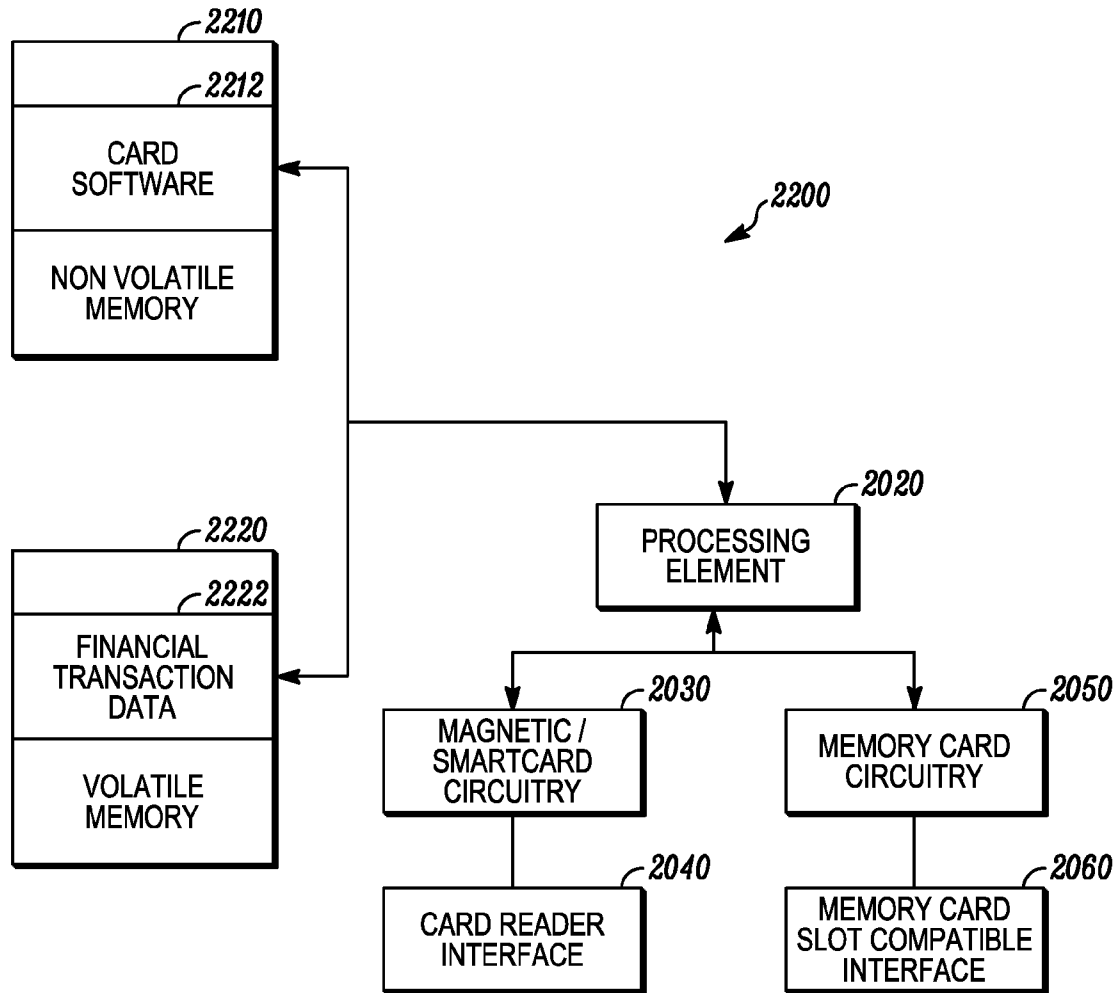 2210
2212
CARD
SOFTWARE
NON VOLATILE
MEMORY
2200
2220
2222
FINANCIAL
TRANSACTION
DATA
VOLATILE
MEMORY
2020
PROCESSING
ELEMENT
2030
MAGNETIC /
SMARTCARD
CIRCUITRY
2050
MEMORY CARD
CIRCUITRY
2040
CARD READER
INTERFACE
2060
MEMORY CARD
SLOT COMPATIBLE
INTERFACE